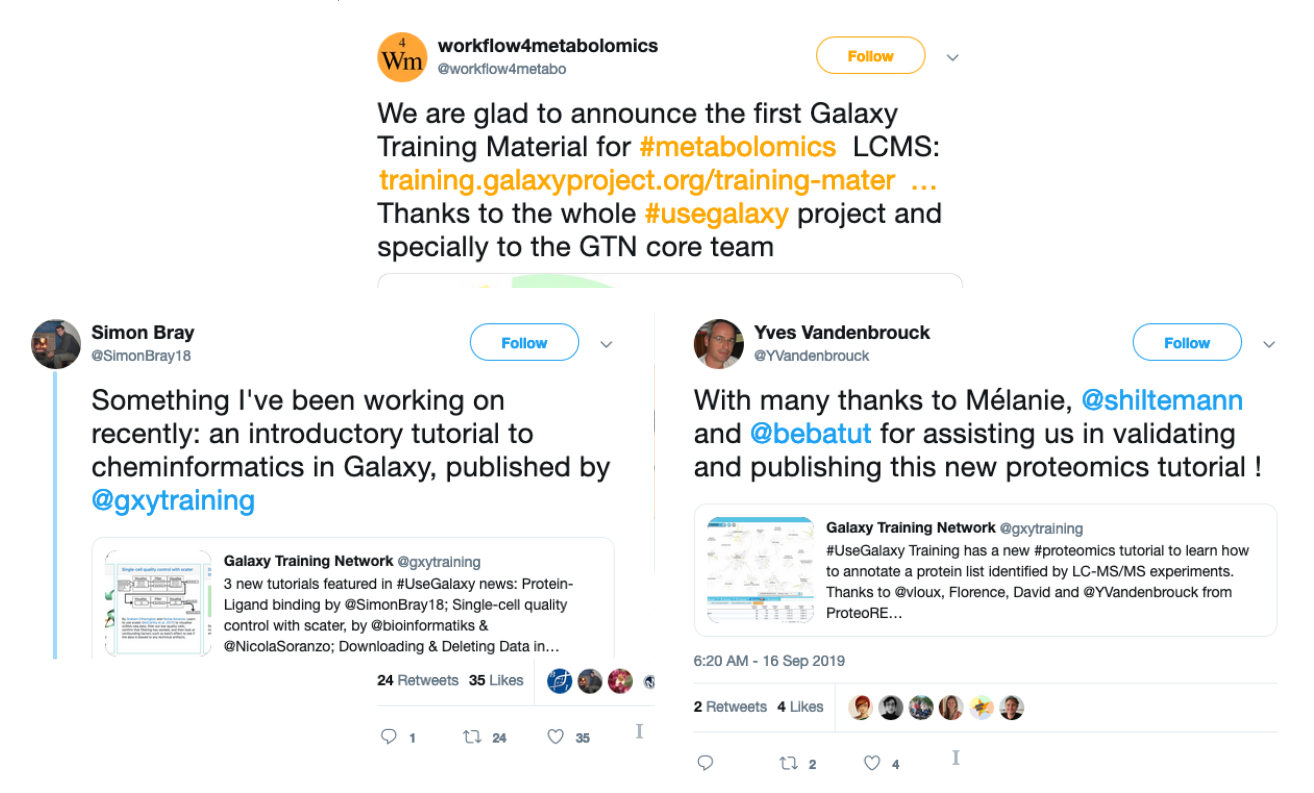 4
Wm
workflow4metabolomics
@workflow4metabo
Follow
We are glad to announce the first Galaxy
Training Material for #metabolomics LCMS:
training.galaxyproject.org/training-mater …
Thanks to the whole #usegalaxy project and
specially to the GTN core team
Simon Bray
@SimonBray18
Follow
Something I've been working on
recently: an introductory tutorial to
cheminformatics in Galaxy, published by
@gxytraining
Single-cell quality control with scater
Galaxy Training Network @gxytraining
3 new tutorials featured in #UseGalaxy news: Protein-
Ligand binding by @SimonBray18; Single-cell quality
control with scater, by @bioinformatiks &
@NicolaSoranzo; Downloading & Deleting Data in…
24 Retweets 35 Likes
1 24 35
Yves Vandenbrouck
@YVandenbrouck
Follow
With many thanks to Mélanie, @shiltemann
and @bebatut for assisting us in validating
and publishing this new proteomics tutorial !
Galaxy Training Network @gxytraining
#UseGalaxy Training has a new #proteomics tutorial to learn how
to annotate a protein list identified by LC-MS/MS experiments.
Thanks to @vloux, Florence, David and @YVandenbrouck from
ProteoRE…
6:20 AM - 16 Sep 2019
2 Retweets 4 Likes
2 4